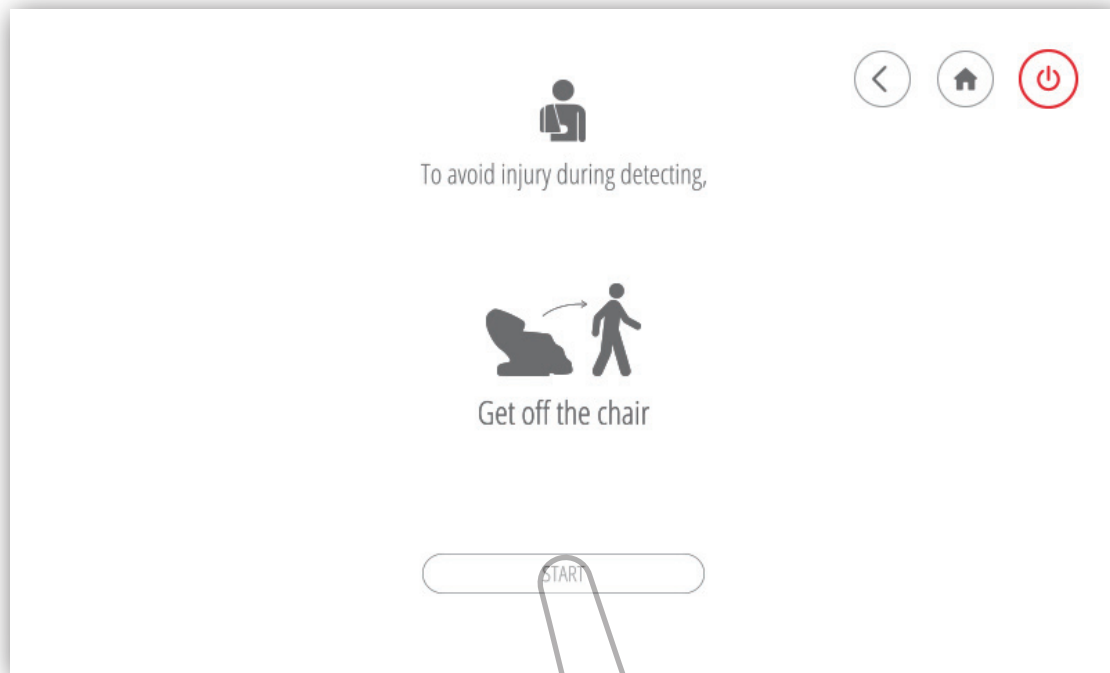 To avoid injury during detecting,
Get off the chair
START